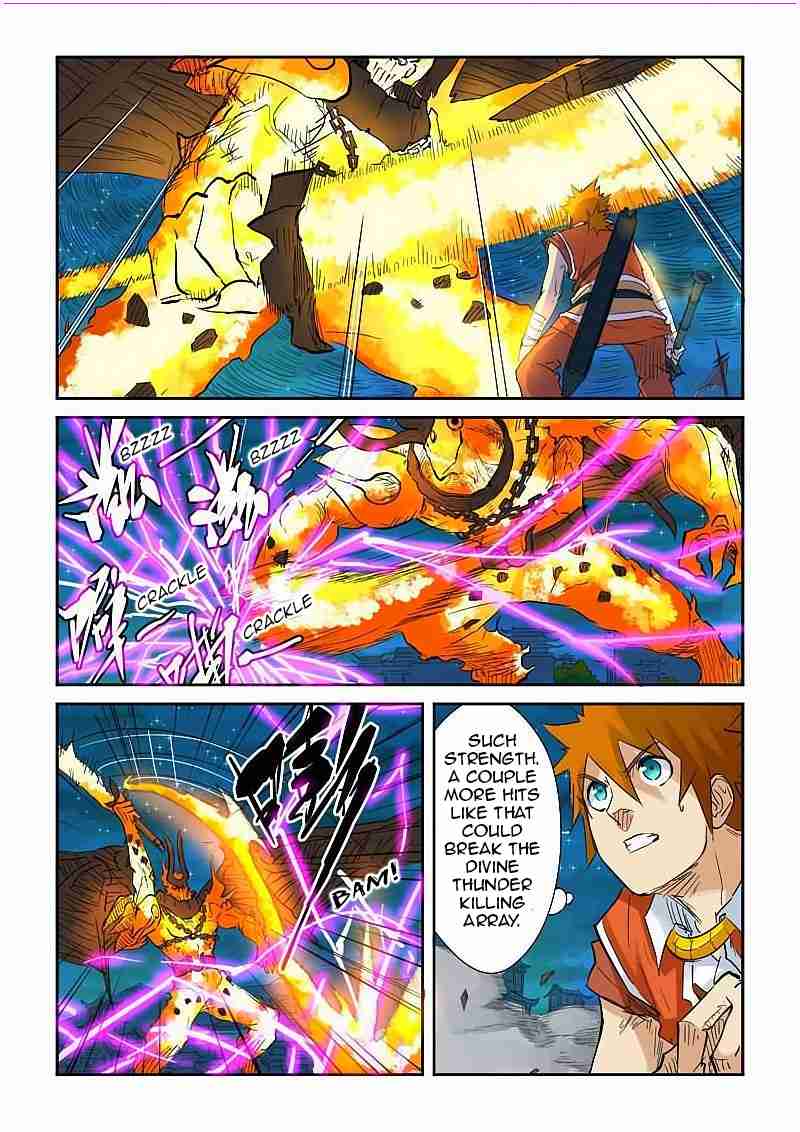 BZZZZ
BZZZZ
CRACKLE
CRACKLE
BAM!
SUCH
STRENGTH.
A COUPLE
MORE HITS
LIKE THAT
COULD
BREAK THE
DIVINE
THUNDER
KILLING
ARRAY.